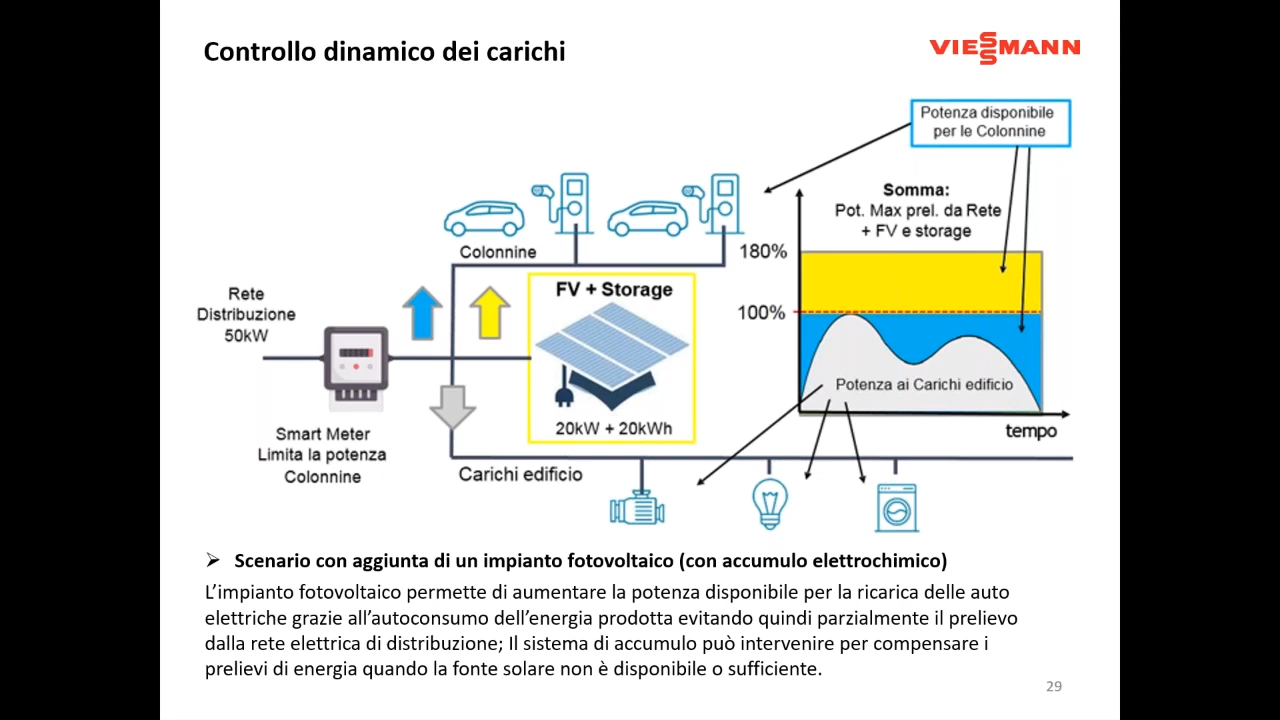 Controllo dinamico dei carichi
VIESSMANN
Potenza disponibile
per le Colonnine
Somma:
Pot. Max prel. da Rete
+ FV e storage
180%
100%
Potenza ai Carichi edificio
tempo
Colonnine
Rete
Distribuzione
50kW
FV + Storage
20kW + 20kWh
Smart Meter
Limita la potenza
Colonnine
Carichi edificio
Scenario con aggiunta di un impianto fotovoltaico (con accumulo elettrochimico)
L’impianto fotovoltaico permette di aumentare la potenza disponibile per la ricarica delle auto
elettriche grazie all’autoconsumo dell’energia prodotta evitando quindi parzialmente il prelievo
dalla rete elettrica di distribuzione; Il sistema di accumulo può intervenire per compensare i
prelievi di energia quando la fonte solare non è disponibile o sufficiente.
29